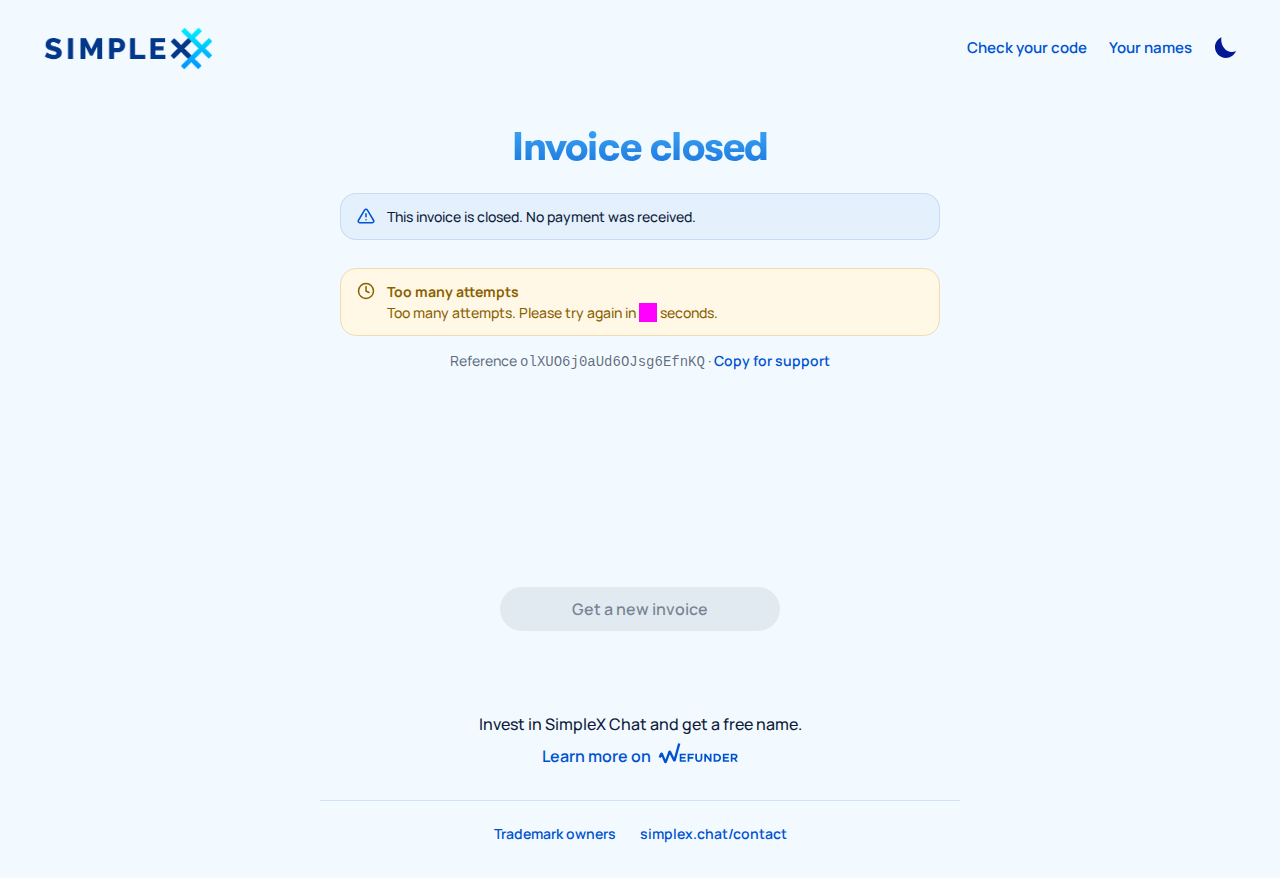 SIMPLEX
Check your code
Your names
Invoice closed
This invoice is closed. No payment was received.
Too many attempts
Too many attempts. Please try again in seconds.
Reference olXUO6j0aUd6OJsg6EfnKQ · Copy for support
Get a new invoice
Invest in SimpleX Chat and get a free name.
Learn more on WEFUNDER
Trademark owners
simplex.chat/contact